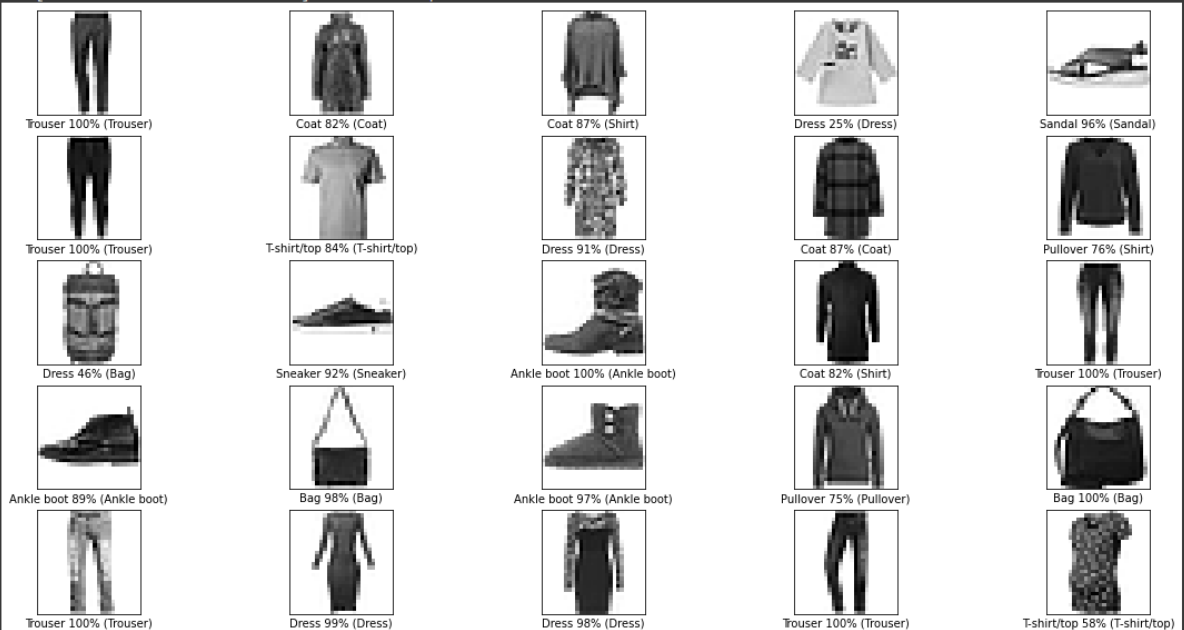 Trouser 100% (Trouser)
Coat 82% (Coat)
Coat 87% (Shirt)
Dress 25% (Dress)
Sandal 96% (Sandal)
Trouser 100% (Trouser)
T-shirt/top 84% (T-shirt/top)
Dress 91% (Dress)
Coat 87% (Coat)
Pullover 76% (Shirt)
Dress 46% (Bag)
Sneaker 92% (Sneaker)
Ankle boot 100% (Ankle boot)
Coat 82% (Shirt)
Trouser 100% (Trouser)
Ankle boot 89% (Ankle boot)
Bag 98% (Bag)
Ankle boot 97% (Ankle boot)
Pullover 75% (Pullover)
Bag 100% (Bag)
Trouser 100% (Trouser)
Dress 99% (Dress)
Dress 98% (Dress)
Trouser 100% (Trouser)
T-shirt/top 58% (T-shirt/top)